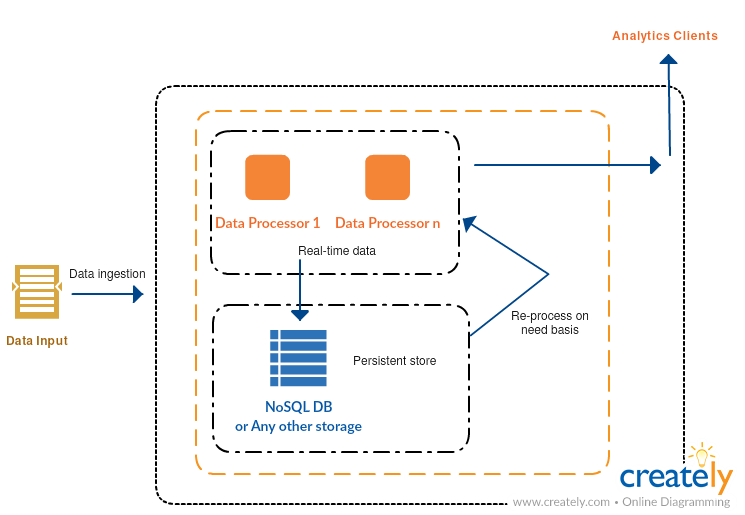 Analytics Clients
Data Processor 1
Data Processor n
Real-time data
Data ingestion
Data Input
Re-process on
need basis
Persistent store
NoSQL DB
or Any other storage
creately
www.creately.com • Online Diagramming